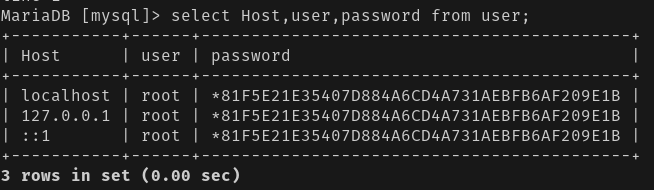 MariaDB [mysql]> select Host,user,password from user;
+-----------+------+-------------------------------------------+
| Host      | user | password                                  |
+-----------+------+-------------------------------------------+
| localhost | root | *81F5E21E35407D884A6CD4A731AEBFB6AF209E1B |
| 127.0.0.1 | root | *81F5E21E35407D884A6CD4A731AEBFB6AF209E1B |
| ::1       | root | *81F5E21E35407D884A6CD4A731AEBFB6AF209E1B |
+-----------+------+-------------------------------------------+
3 rows in set (0.00 sec)